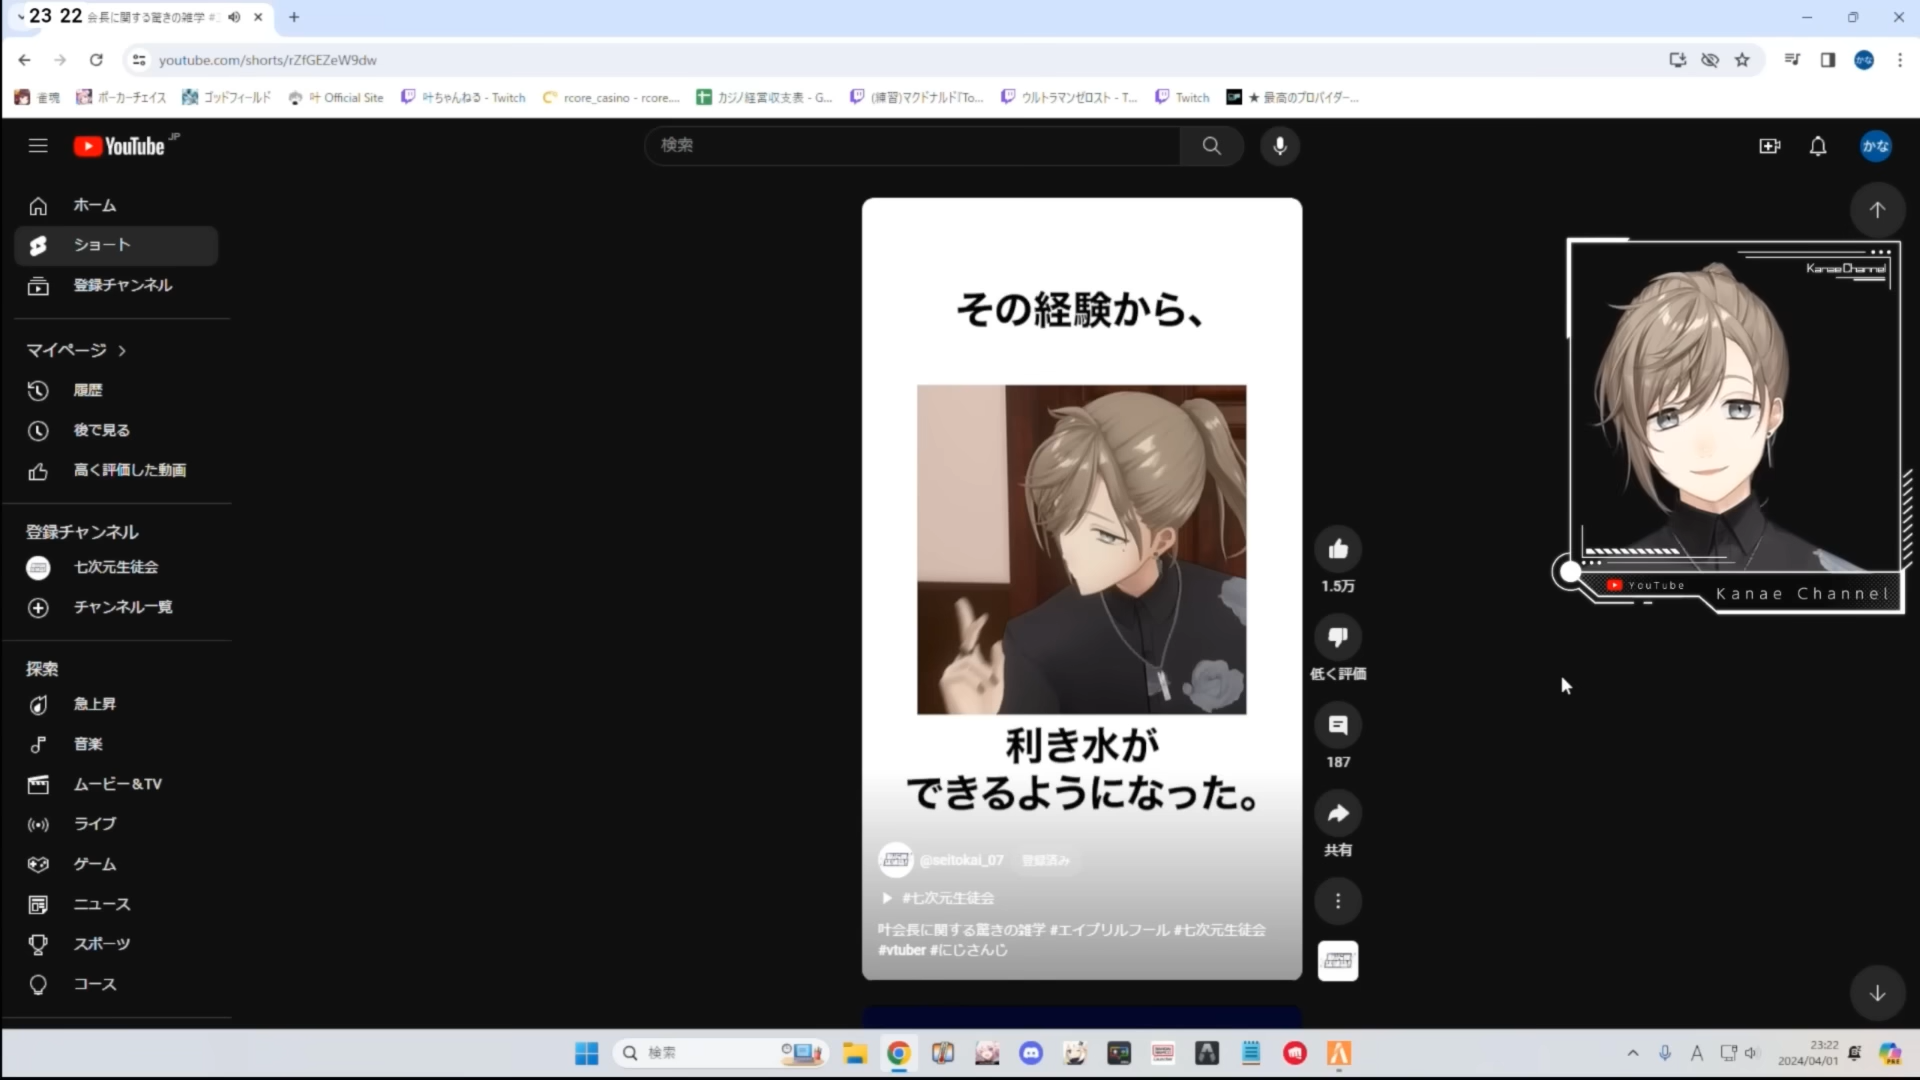 23 22 会長に関する驚きの雑学 #
youtube.com/shorts/rZfGEZeW9dw
雀魂 ポーカーチェイス ゴッドフィールド 叶 Official Site 叶ちゃんねる - Twitch rcore_casino - rcore.... カジノ経営収支表 - G... (練習)マクドナルド『To... ウルトラマンゼロスト - T... Twitch ★ 最高のプロバイダー...
YouTube JP
検索
かな
ホーム
ショート
登録チャンネル
マイページ
履歴
後で見る
高く評価した動画
登録チャンネル
七次元生徒会
チャンネル一覧
探索
急上昇
音楽
ムービー&TV
ライブ
ゲーム
ニュース
スポーツ
コース
その経験から、
利き水が
できるようになった。
@seitokai_07 登録済み
#七次元生徒会
叶会長に関する驚きの雑学 #エイプリルフール #七次元生徒会
#vtuber #にじさんじ
1.5万
低く評価
187
共有
Kanae Channel
YouTube Kanae Channel
検索
A
23:22
2024/04/01